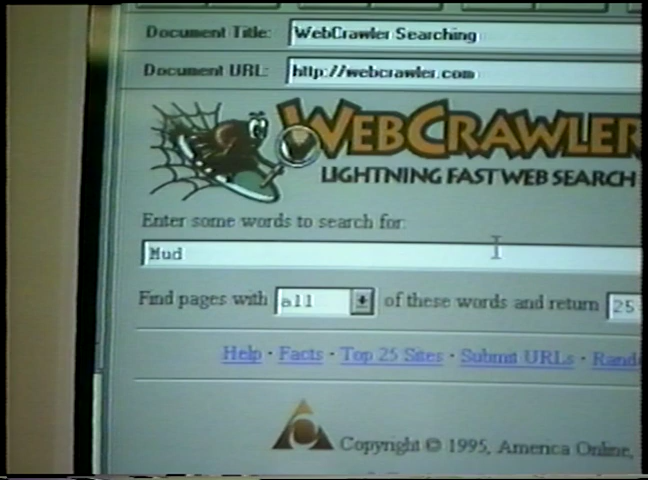 Document Title: WebCrawler Searching
Document URL: http://webcrawler.com
WEBCRAWLER
LIGHTNING FAST WEB SEARCH
Enter some words to search for:
Mud
Find pages with all of these words and return 25
Help · Facts · Top 25 Sites · Submit URLs · Rand
Copyright © 1995, America Online,